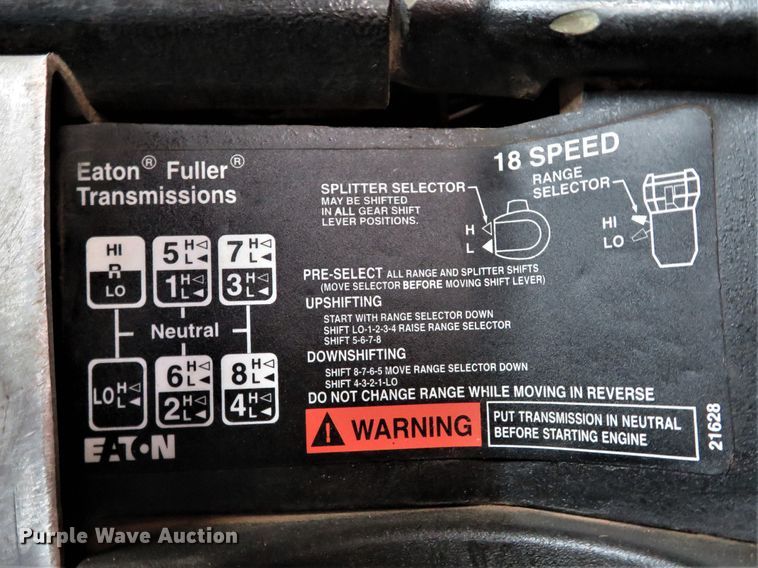 Eaton® Fuller®
Transmissions
18 SPEED
SPLITTER SELECTOR
MAY BE SHIFTED
IN ALL GEAR SHIFT
LEVER POSITIONS.
H
L
RANGE
SELECTOR
HI
LO
HI
R
LO
5 H L
1 H L
7 H L
3 H L
Neutral
LO H L
6 H L
2 H L
8 H L
4 H L
EATON
PRE-SELECT ALL RANGE AND SPLITTER SHIFTS
(MOVE SELECTOR BEFORE MOVING SHIFT LEVER)
UPSHIFTING
START WITH RANGE SELECTOR DOWN
SHIFT LO-1-2-3-4 RAISE RANGE SELECTOR
SHIFT 5-6-7-8
DOWNSHIFTING
SHIFT 8-7-6-5 MOVE RANGE SELECTOR DOWN
SHIFT 4-3-2-1-LO
DO NOT CHANGE RANGE WHILE MOVING IN REVERSE
WARNING
PUT TRANSMISSION IN NEUTRAL
BEFORE STARTING ENGINE
21628
Purple Wave Auction